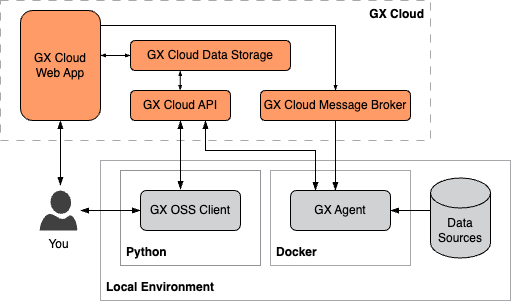 GX Cloud
GX Cloud
Web App
GX Cloud Data Storage
GX Cloud API
GX Cloud Message Broker
You
GX OSS Client
Python
GX Agent
Docker
Data
Sources
Local Environment